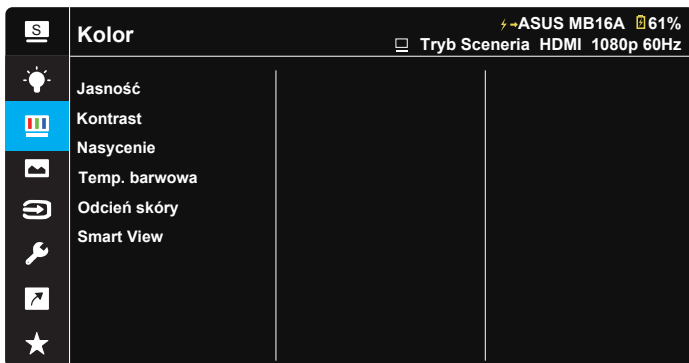 S
Kolor
ASUS MB16A 61%
Tryb Sceneria HDMI 1080p 60Hz
Jasność
Kontrast
Nasycenie
Temp. barwowa
Odcień skóry
Smart View